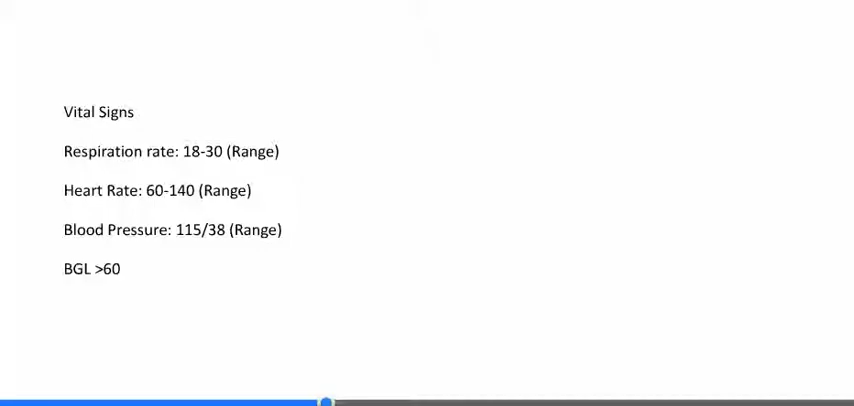 Vital Signs
Respiration rate: 18-30 (Range)
Heart Rate: 60-140 (Range)
Blood Pressure: 115/38 (Range)
BGL >60